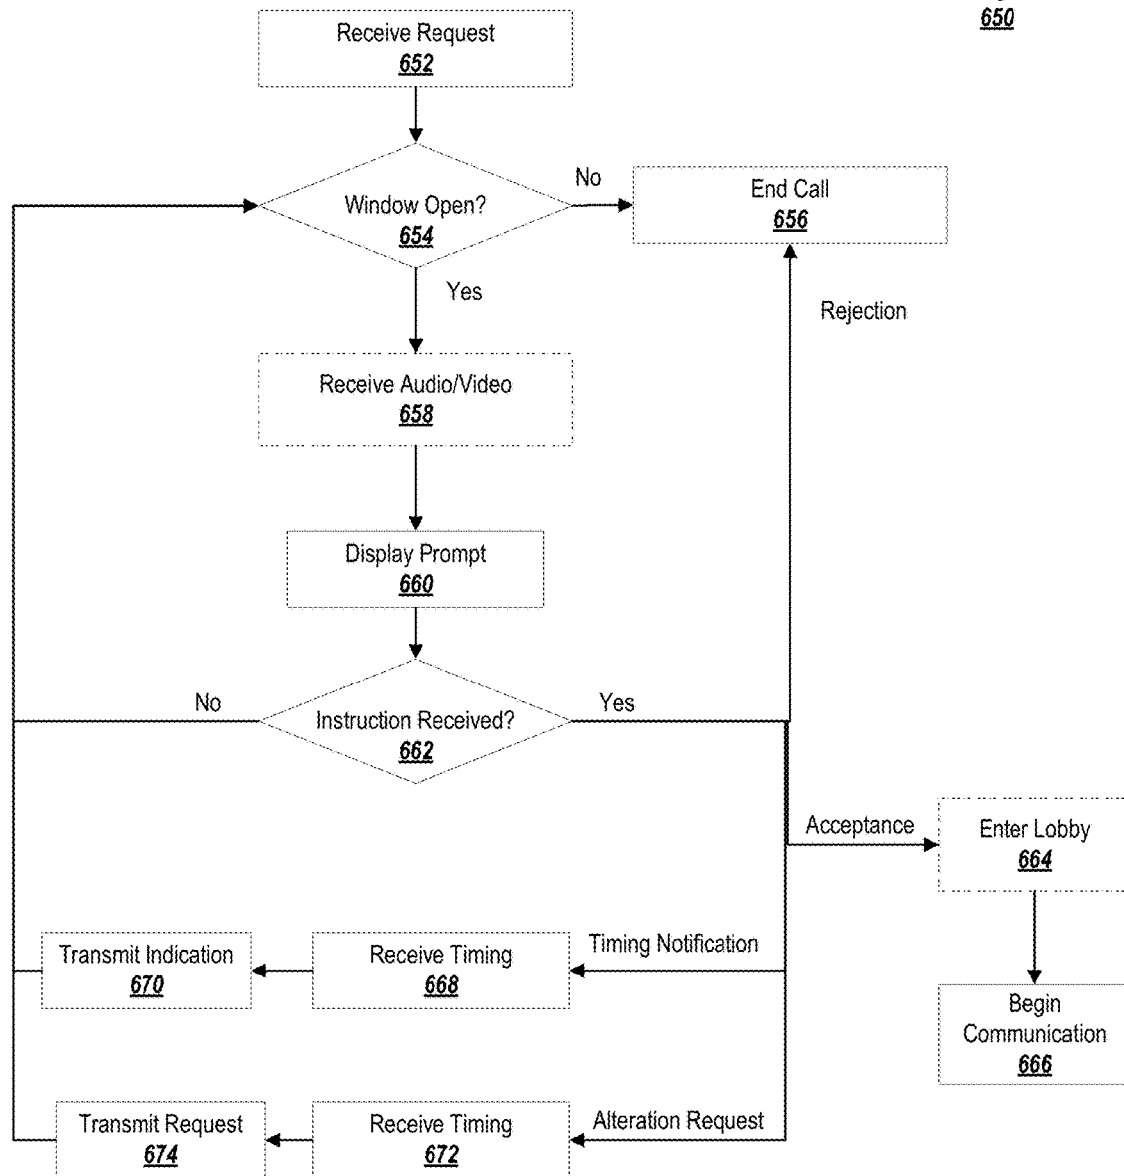 650
Receive Request
652
Window Open?
654
No
End Call
656
Yes
Rejection
Receive Audio/Video
658
Display Prompt
660
No
Instruction Received?
662
Yes
Acceptance
Enter Lobby
664
Transmit Indication
670
Receive Timing
668
Timing Notification
Begin
Communication
666
Transmit Request
674
Receive Timing
672
Alteration Request